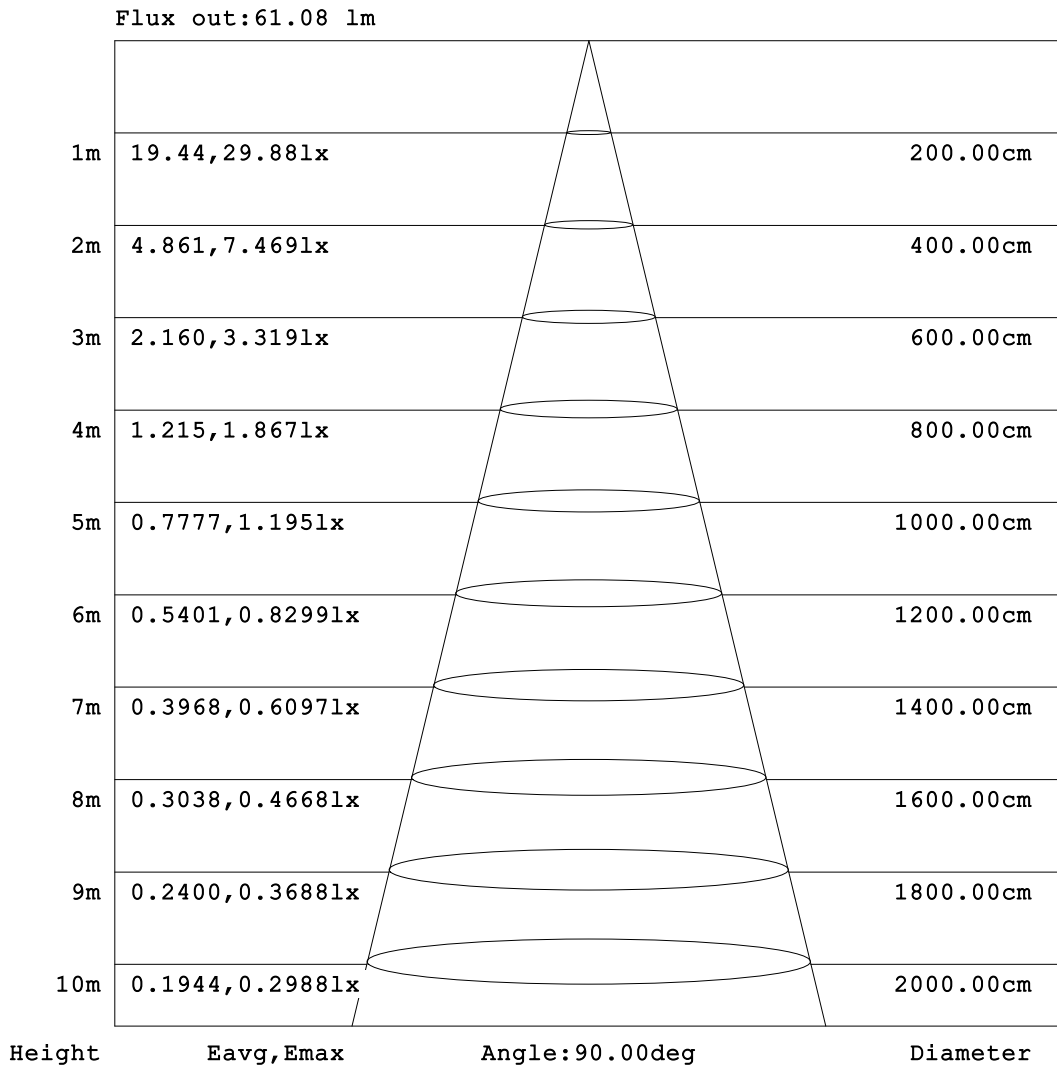 Flux out:61.08 lm
1m 19.44,29.88lx 200.00cm
2m 4.861,7.469lx 400.00cm
3m 2.160,3.319lx 600.00cm
4m 1.215,1.867lx 800.00cm
5m 0.7777,1.195lx 1000.00cm
6m 0.5401,0.8299lx 1200.00cm
7m 0.3968,0.6097lx 1400.00cm
8m 0.3038,0.4668lx 1600.00cm
9m 0.2400,0.3688lx 1800.00cm
10m 0.1944,0.2988lx 2000.00cm
Height Eavg,Emax Angle:90.00deg Diameter